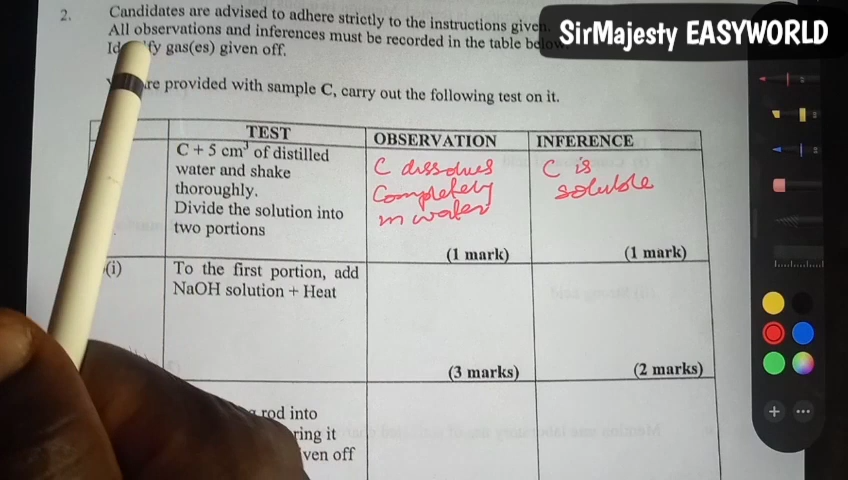 SirMajesty EASYWORLD
2. Candidates are advised to adhere strictly to the instructions given.
All observations and inferences must be recorded in the table below.
gas(es) given off.
are provided with sample C, carry out the following test on it.
TEST OBSERVATION INFERENCE
C + 5 cm³ of distilled
water and shake
thoroughly.
Divide the solution into
two portions
C dissolves
Completely
in water
(1 mark)
C is
soluble
(1 mark)
(i) To the first portion, add
NaOH solution + Heat
(3 marks)
(2 marks)
rod into
it
off